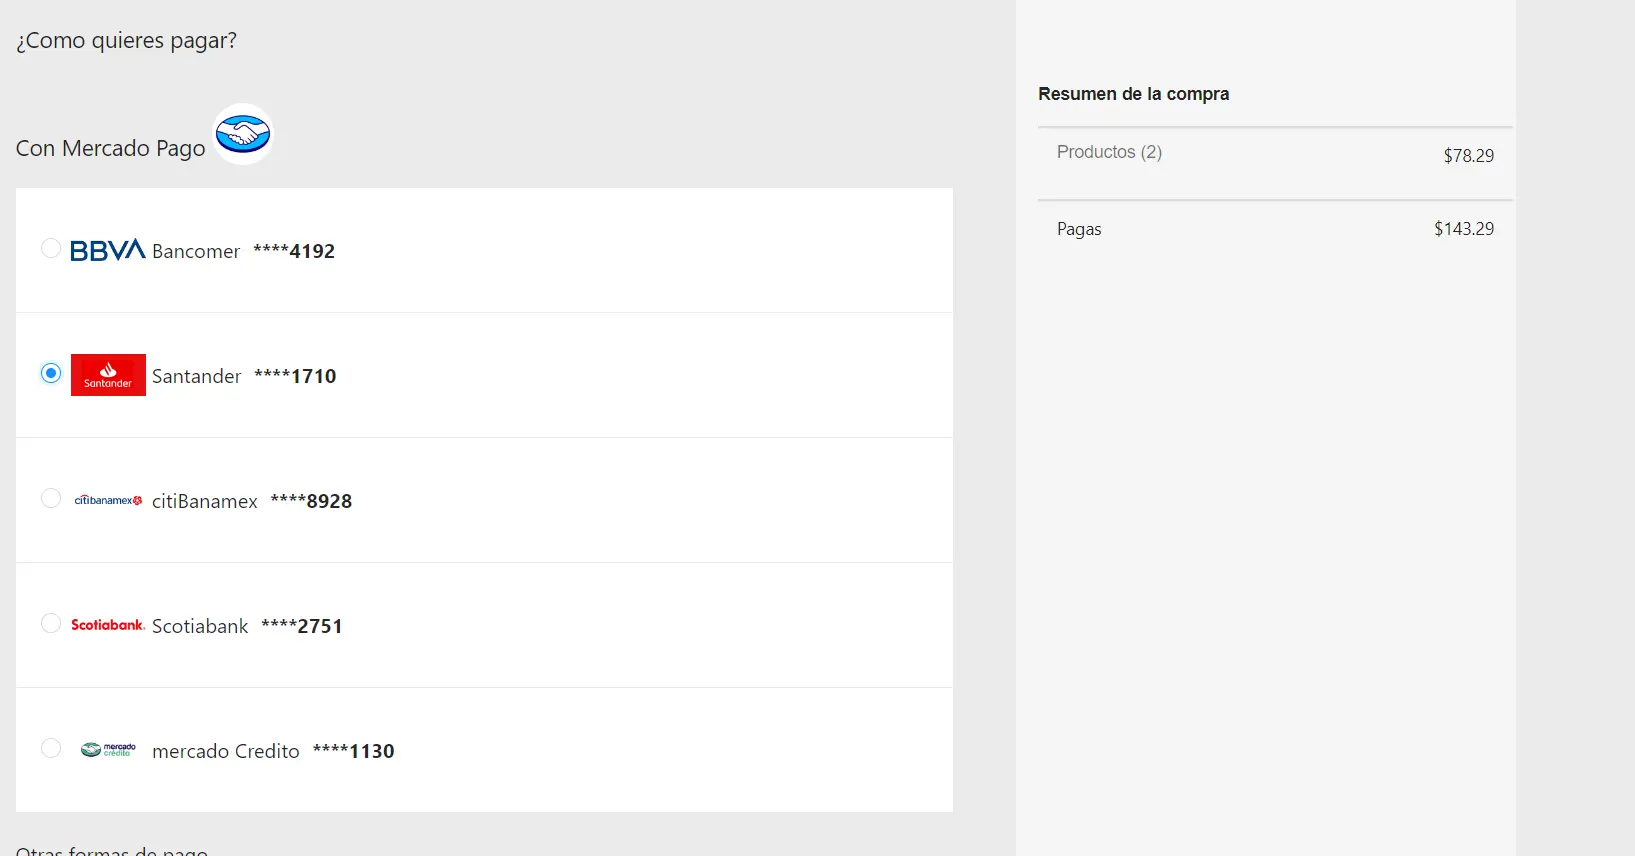 ¿Como quieres pagar?
Con Mercado Pago
BBVA Bancomer ****4192
Santander Santander ****1710
citibanamex citiBanamex ****8928
Scotiabank. Scotiabank ****2751
mercado crédito mercado Credito ****1130
Otras formas de pago
Resumen de la compra
Productos (2) $78.29
Pagas $143.29